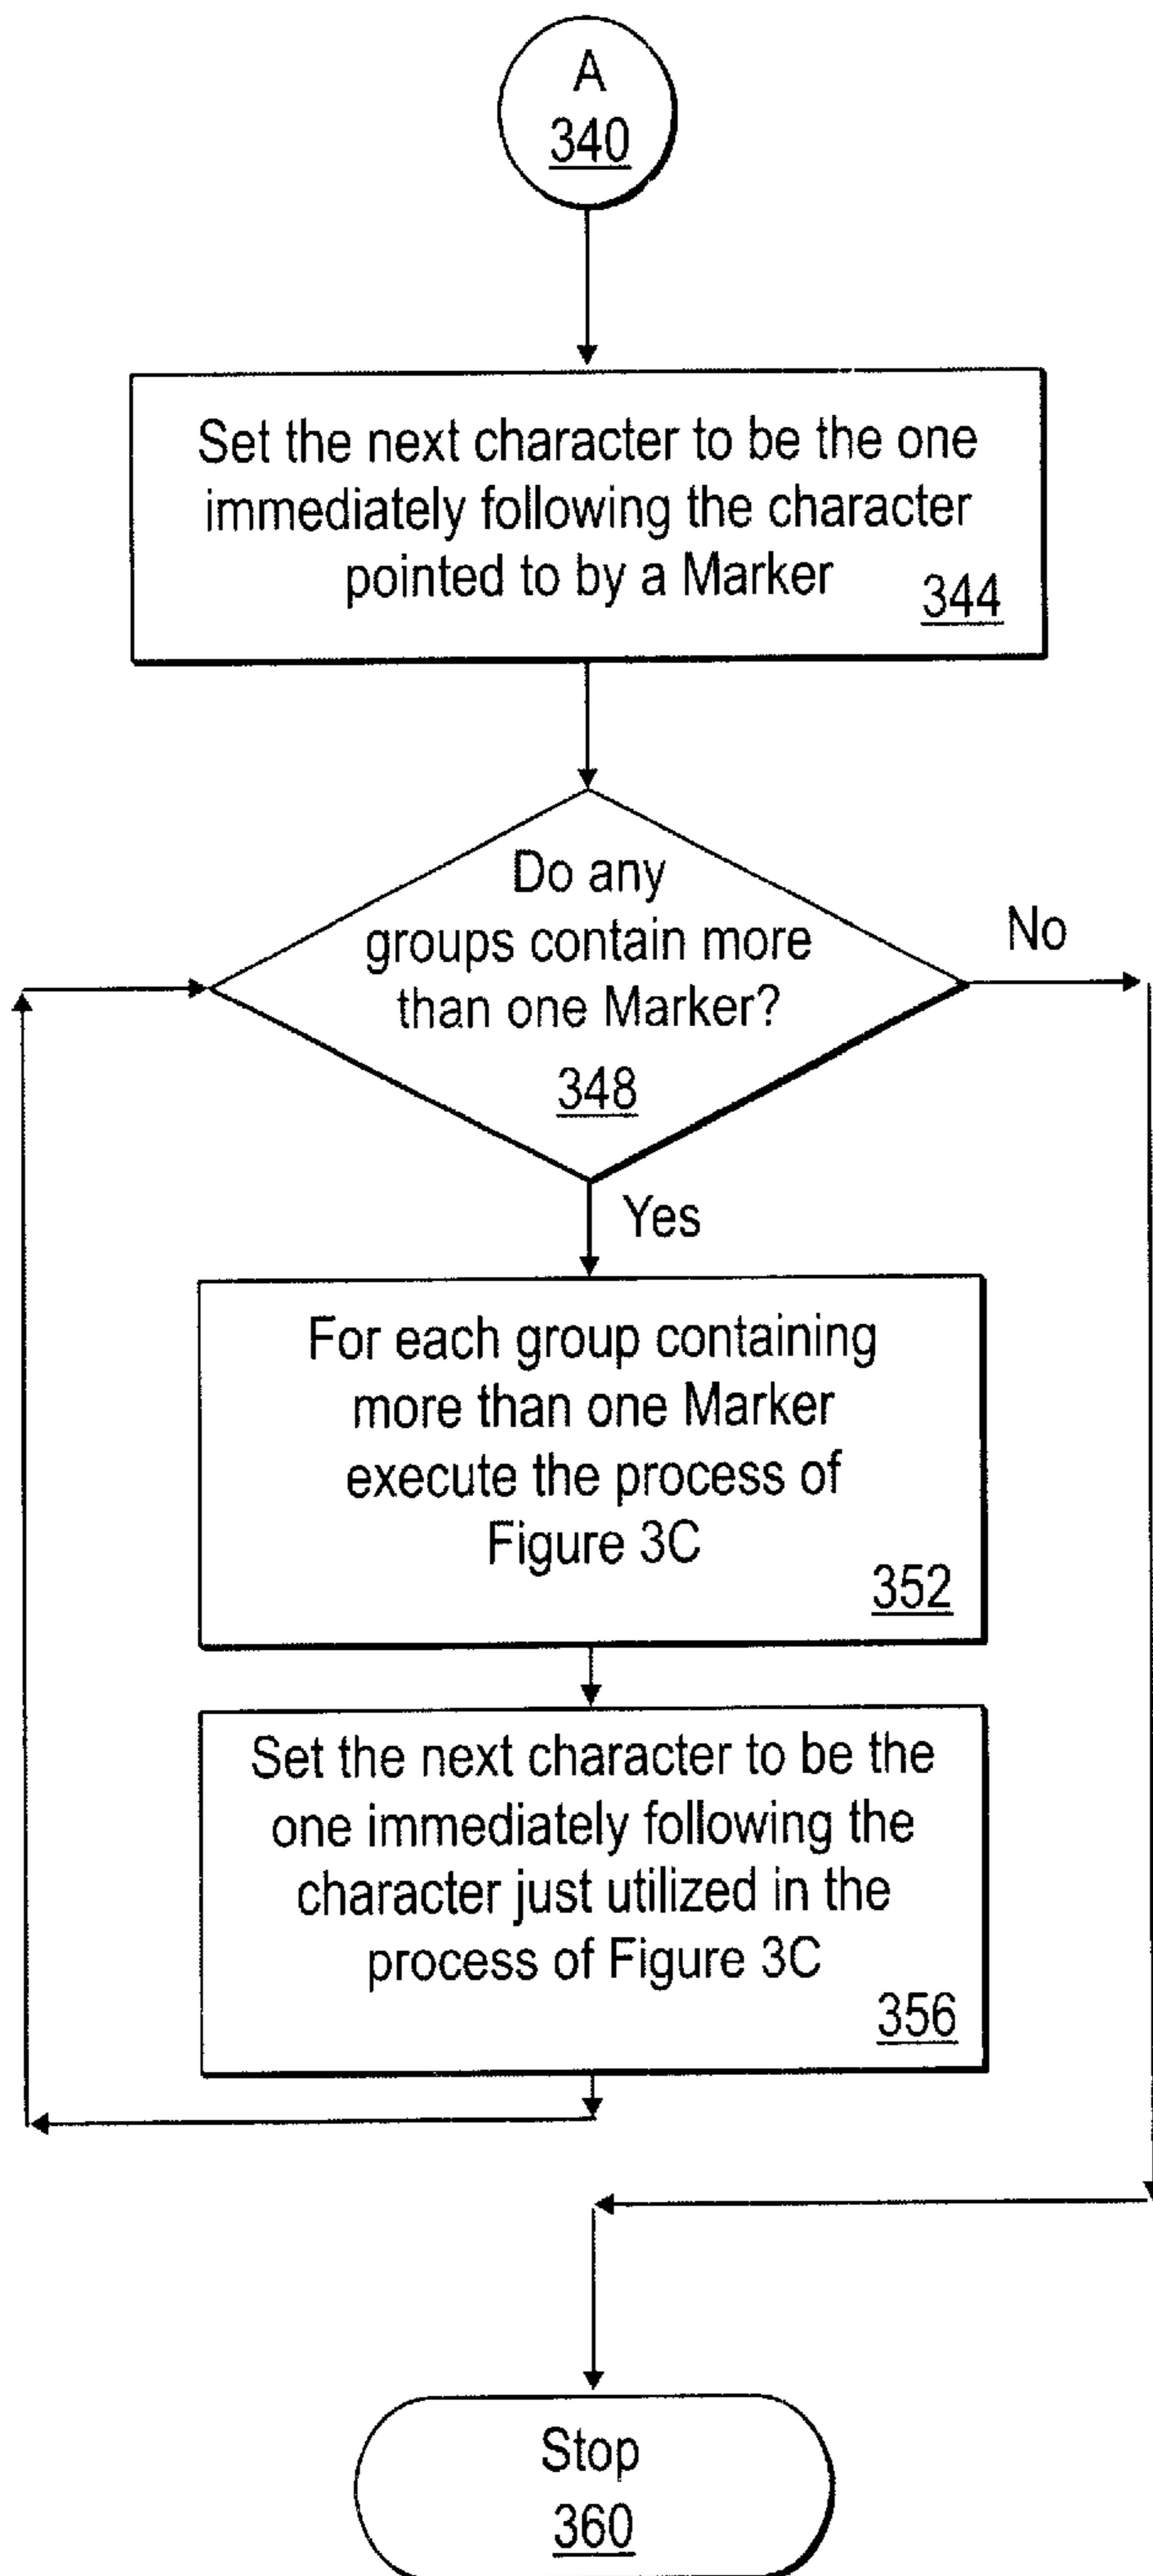 A
340
Set the next character to be the one
immediately following the character
pointed to by a Marker
344
Do any
groups contain more
than one Marker?
348
No
Yes
For each group containing
more than one Marker
execute the process of
Figure 3C
352
Set the next character to be the
one immediately following the
character just utilized in the
process of Figure 3C
356
Stop
360